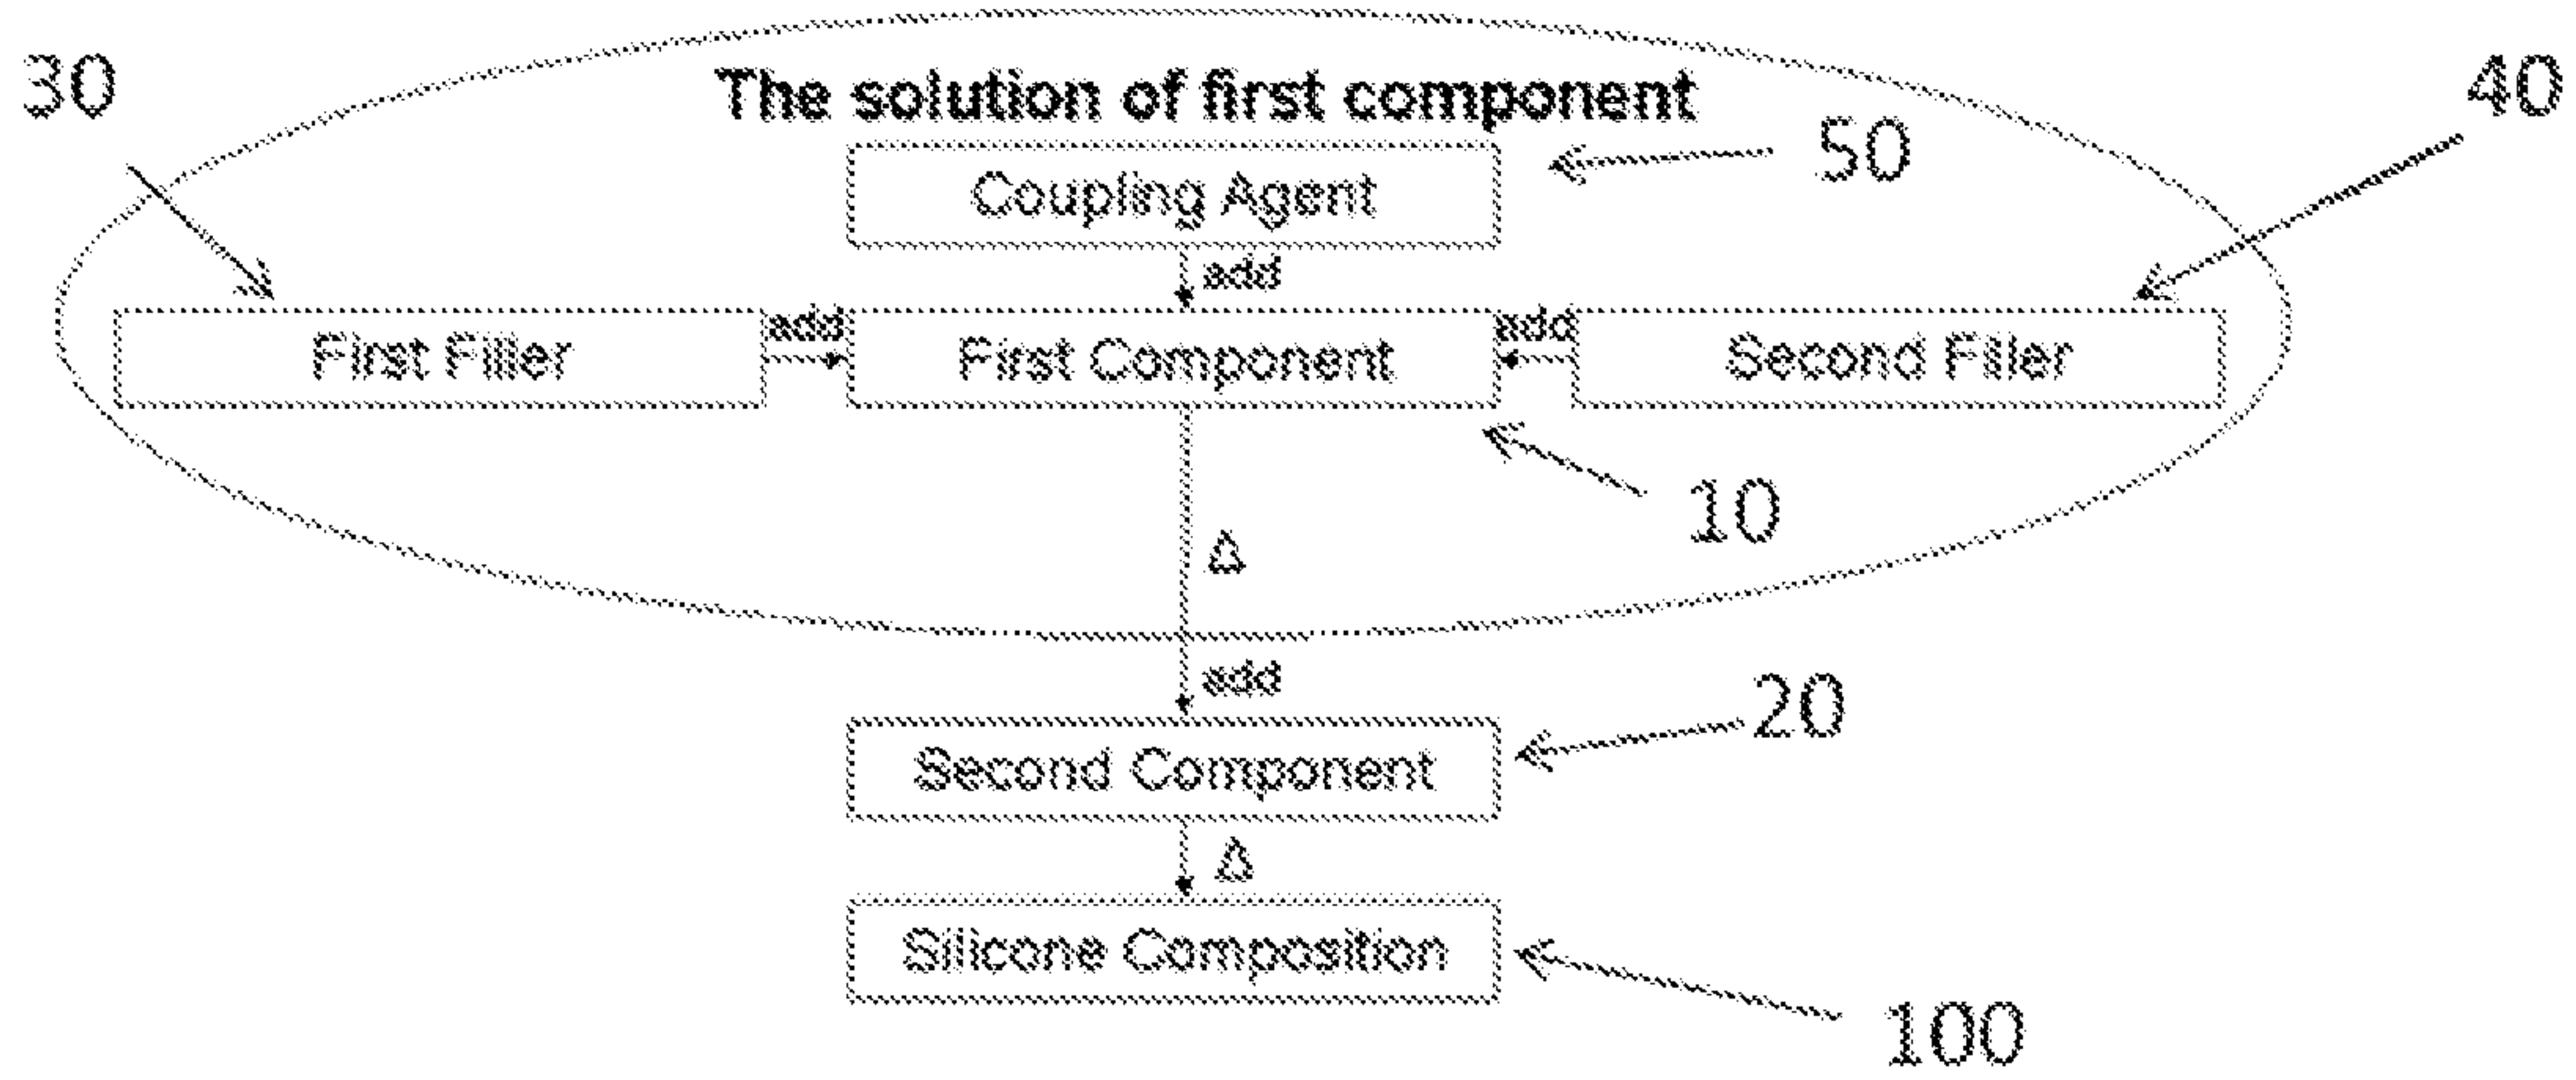 30
The solution of first component
40
50
Coupling Agent
add
First Filler
add
First Component
add
Second Filler
10
Δ
add
20
Second Component
Δ
Silicone Composition
100